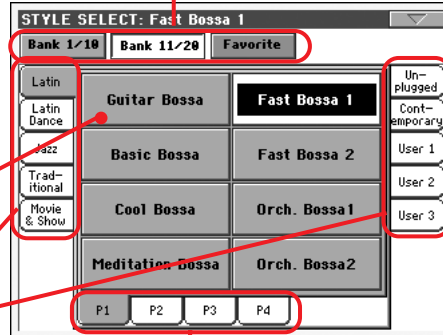 STYLE SELECT: Fast Bossa 1
Bank 1/10 Bank 11/20 Favorite
Latin
Latin
Dance
Jazz
Trad-
itional
Movie
& Show
Guitar Bossa Fast Bossa 1
Basic Bossa Fast Bossa 2
Cool Bossa Orch. Bossa1
Meditation Bossa Orch. Bossa2
Un-
plugged
Cont-
emporary
User 1
User 2
User 3
P1 P2 P3 P4